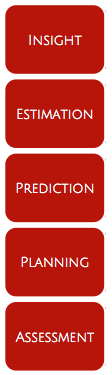 Insight
Estimation
Prediction
Planning
Assessment